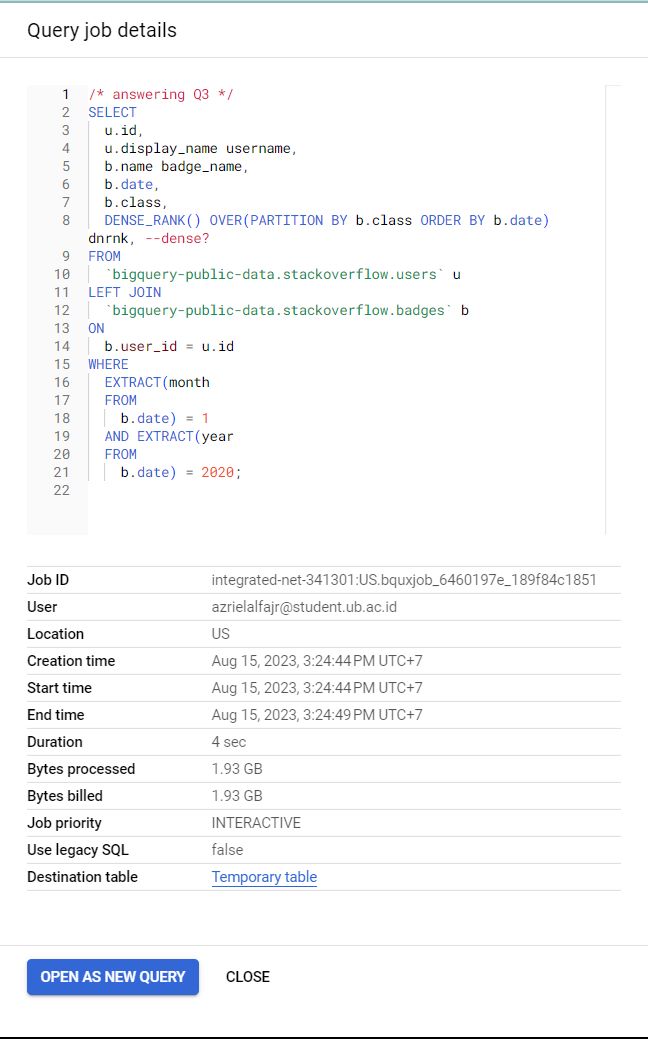 Query job details
1 /* answering Q3 */
2 SELECT
3 u.id,
4 u.display_name username,
5 b.name badge_name,
6 b.date,
7 b.class,
8 DENSE_RANK() OVER(PARTITION BY b.class ORDER BY b.date)
dnrnk, --dense?
9 FROM
10 `bigquery-public-data.stackoverflow.users` u
11 LEFT JOIN
12 `bigquery-public-data.stackoverflow.badges` b
13 ON
14 b.user_id = u.id
15 WHERE
16 EXTRACT(month
17 FROM
18 b.date) = 1
19 AND EXTRACT(year
20 FROM
21 b.date) = 2020;
22
Job ID integrated-net-341301:US.bquxjob_6460197e_189f84c1851
User azrielalfajr@student.ub.ac.id
Location US
Creation time Aug 15, 2023, 3:24:44 PM UTC+7
Start time Aug 15, 2023, 3:24:44 PM UTC+7
End time Aug 15, 2023, 3:24:49 PM UTC+7
Duration 4 sec
Bytes processed 1.93 GB
Bytes billed 1.93 GB
Job priority INTERACTIVE
Use legacy SQL false
Destination table Temporary table
OPEN AS NEW QUERY CLOSE